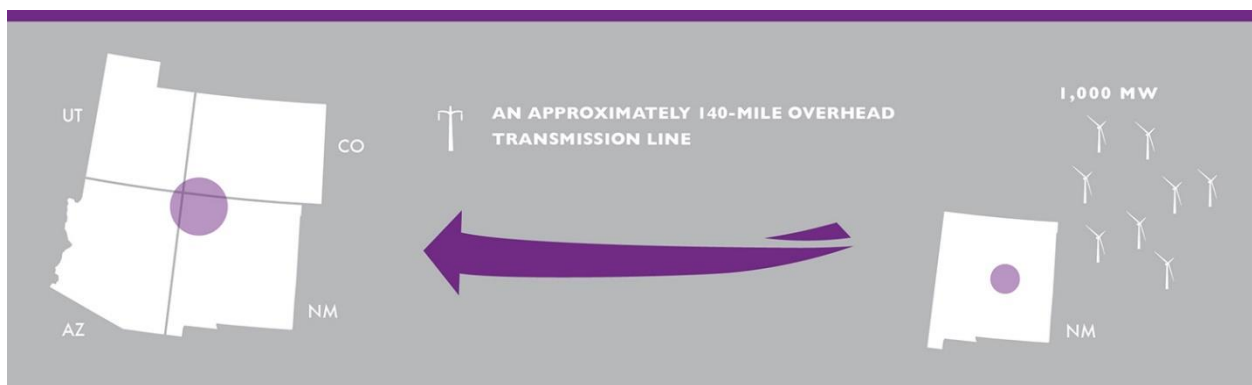 UT
CO
AZ
NM
AN APPROXIMATELY 140-MILE OVERHEAD
TRANSMISSION LINE
1,000 MW
NM